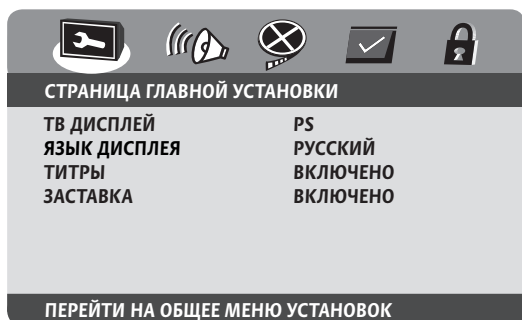 СТРАНИЦА ГЛАВНОЙ УСТАНОВКИ
ТВ ДИСПЛЕЙ PS
ЯЗЫК ДИСПЛЕЯ РУССКИЙ
ТИТРЫ ВКЛЮЧЕНО
ЗАСТАВКА ВКЛЮЧЕНО
ПЕРЕЙТИ НА ОБЩЕЕ МЕНЮ УСТАНОВОК